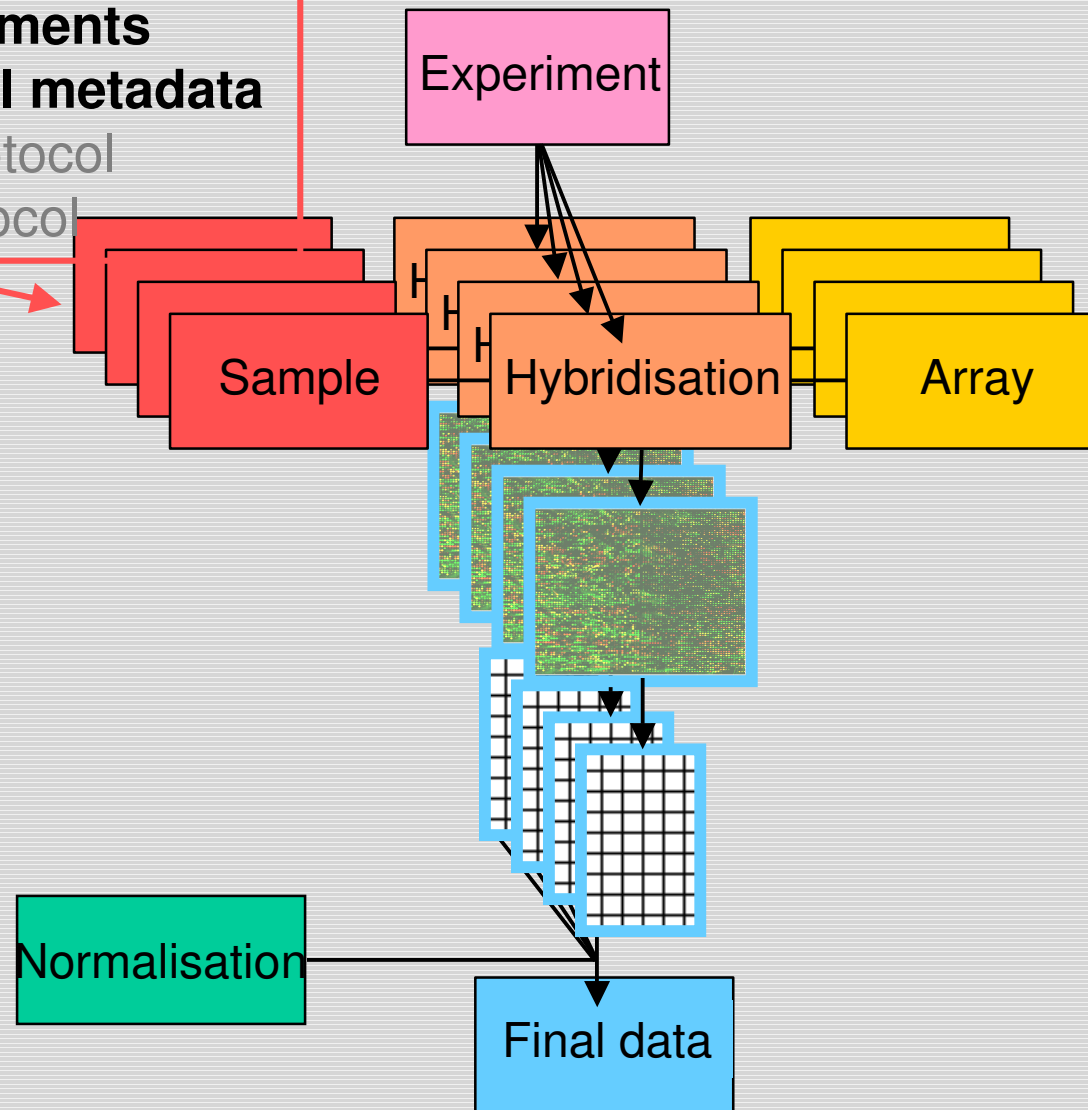 ments
l metadata
tocol
ocol
Experiment
H
H
H
Sample
Hybridisation
Array
Normalisation
Final data